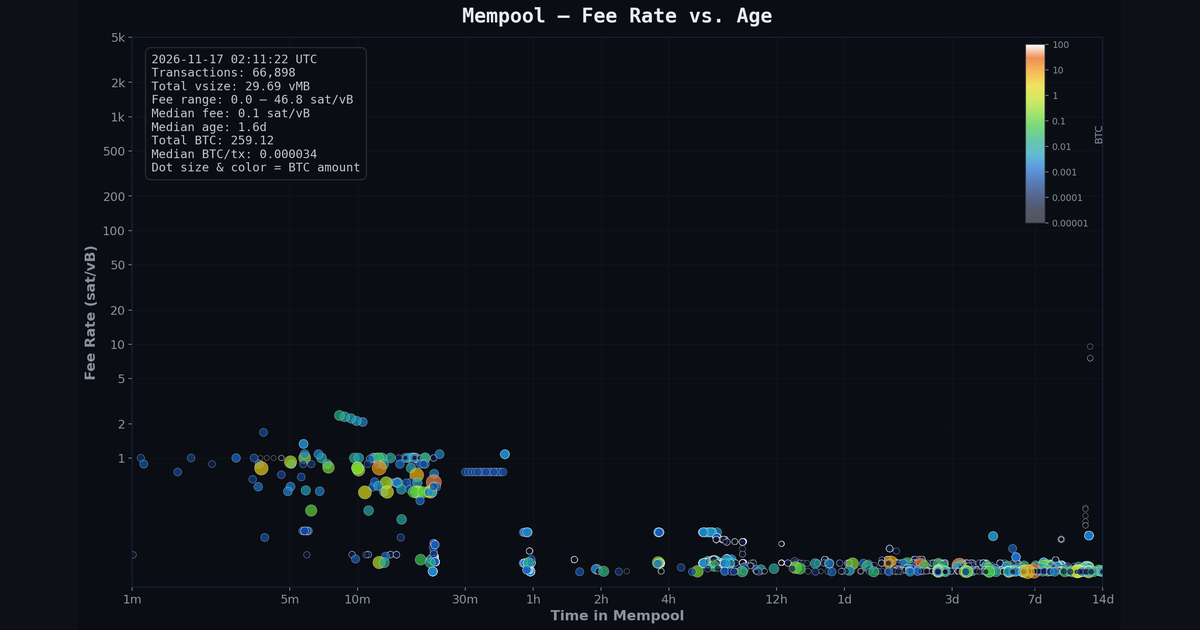 Mempool — Fee Rate vs. Age
2026-11-17 02:11:22 UTC
Transactions: 66,898
Total vsize: 29.69 vMB
Fee range: 0.0 – 46.8 sat/vB
Median fee: 0.1 sat/vB
Median age: 1.6d
Total BTC: 259.12
Median BTC/tx: 0.000034
Dot size & color = BTC amount
Fee Rate (sat/vB)
5k
2k
1k
500
200
100
50
20
10
5
2
1
100
10
1
0.1
0.01
0.001
0.0001
0.00001
BTC
1m
5m
10m
30m
1h
2h
4h
12h
1d
3d
7d
14d
Time in Mempool